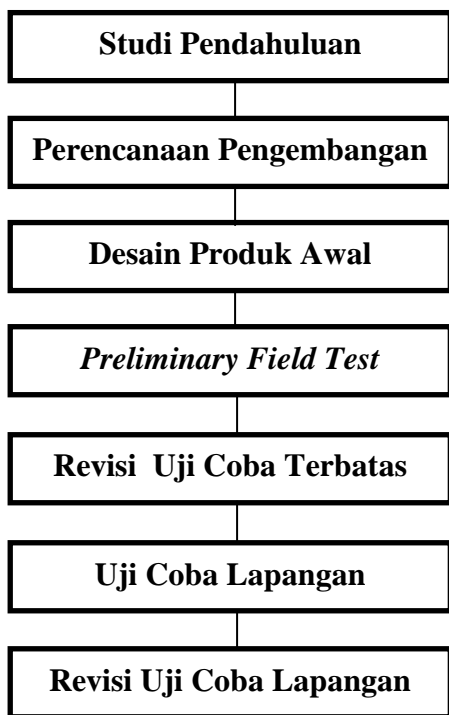 Studi Pendahuluan
Perencanaan Pengembangan
Desain Produk Awal
Preliminary Field Test
Revisi Uji Coba Terbatas
Uji Coba Lapangan
Revisi Uji Coba Lapangan